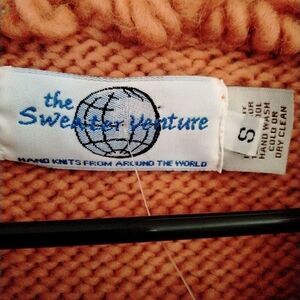 the
Sweater Venture
HAND KNITS FROM AROUND THE WORLD
S
HAND WASH
COLD OR
DRY CLEAN